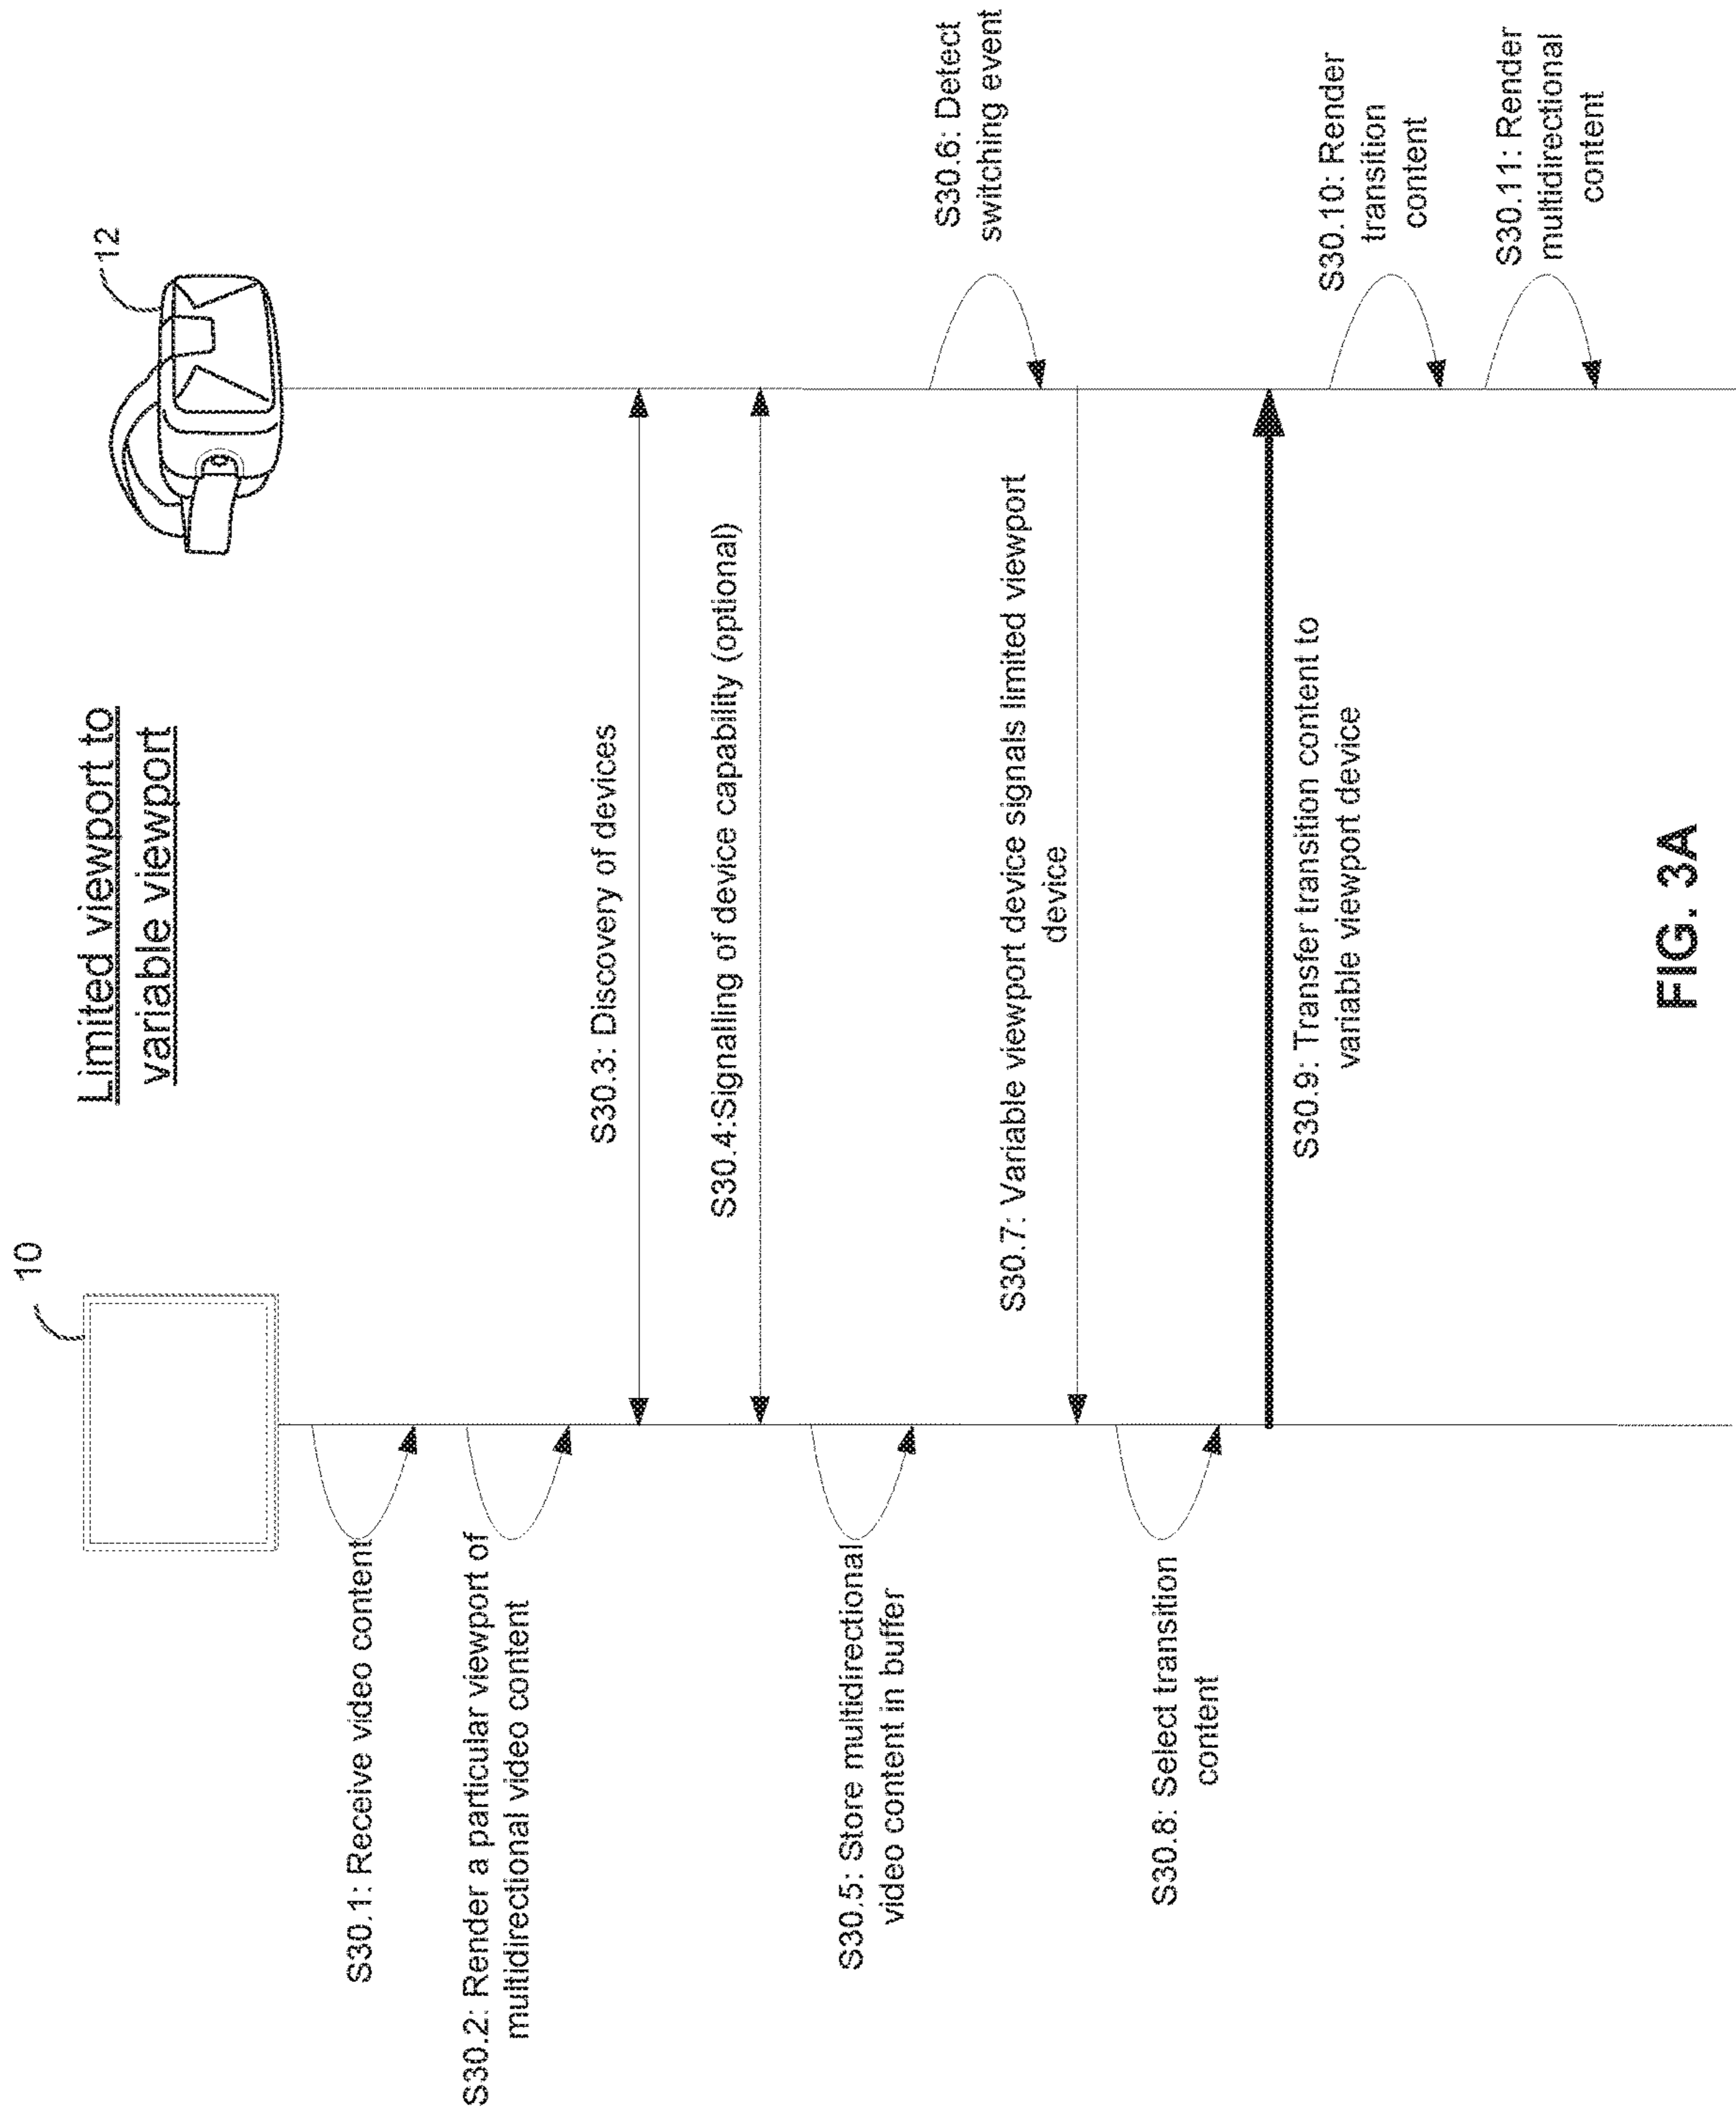 Limited viewport to
variable viewport
10
12
S30.1: Receive video content
S30.2: Render a particular viewport of
multidirectional video content
S30.3: Discovery of devices
S30.4:Signalling of device capability (optional)
S30.5: Store multidirectional
video content in buffer
S30.6: Detect
switching event
S30.7: Variable viewport device signals limited viewport
device
S30.8: Select transition
content
S30.9: Transfer transition content to
variable viewport device
S30.10: Render
transition
content
S30.11: Render
multidirectional
content
FIG. 3A